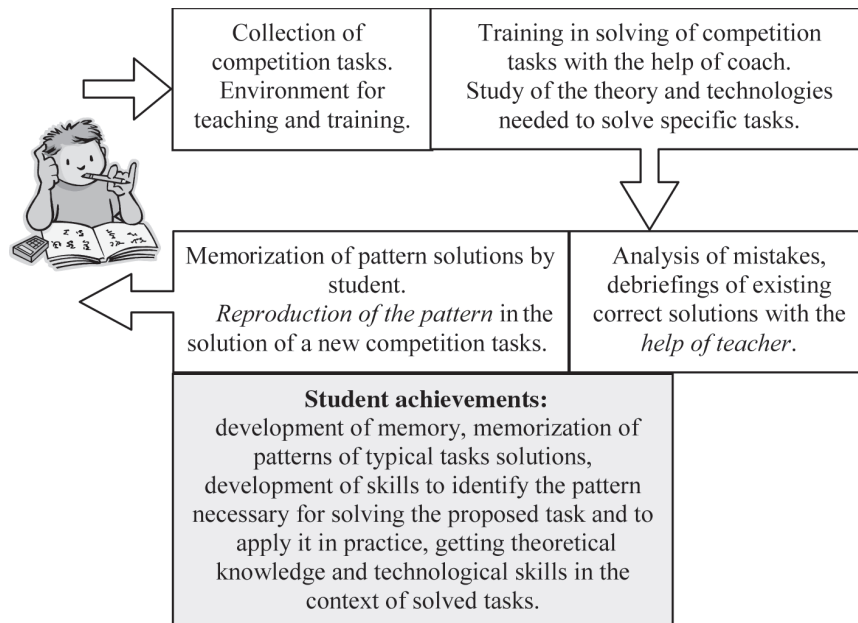 Collection of
competition tasks.
Environment for
teaching and training.
Training in solving of competition
tasks with the help of coach.
Study of the theory and technologies
needed to solve specific tasks.
Memorization of pattern solutions by
student.
Reproduction of the pattern in the
solution of a new competition tasks.
Analysis of mistakes,
debriefings of existing
correct solutions with the
help of teacher.
Student achievements:
development of memory, memorization of
patterns of typical tasks solutions,
development of skills to identify the pattern
necessary for solving the proposed task and to
apply it in practice, getting theoretical
knowledge and technological skills in the
context of solved tasks.